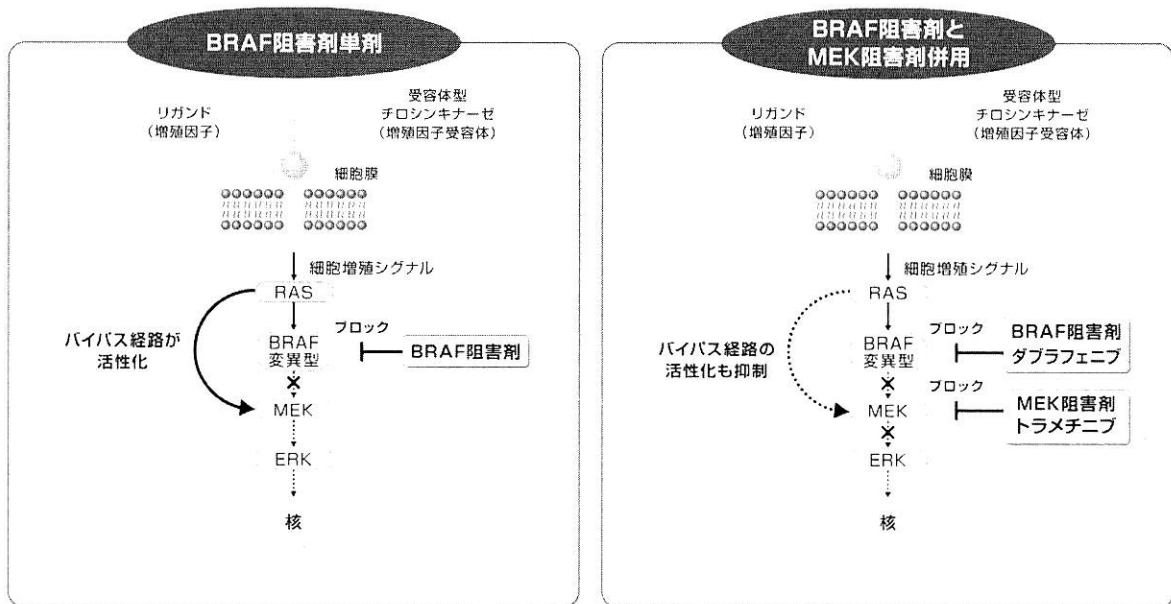 BRAF阻害剤単剤
リガンド
(増殖因子)
受容体型
チロシンキナーゼ
(増殖因子受容体)
細胞膜
細胞増殖シグナル
RAS
バイパス経路が
活性化
BRAF
変異型
ブロック
BRAF阻害剤
MEK
ERK
核
BRAF阻害剤と
MEK阻害剤併用
リガンド
(増殖因子)
受容体型
チロシンキナーゼ
(増殖因子受容体)
細胞膜
細胞増殖シグナル
RAS
バイパス経路の
活性化も抑制
BRAF
変異型
ブロック
BRAF阻害剤
ダブラフェニブ
MEK
ブロック
MEK阻害剤
トラメチニブ
ERK
核